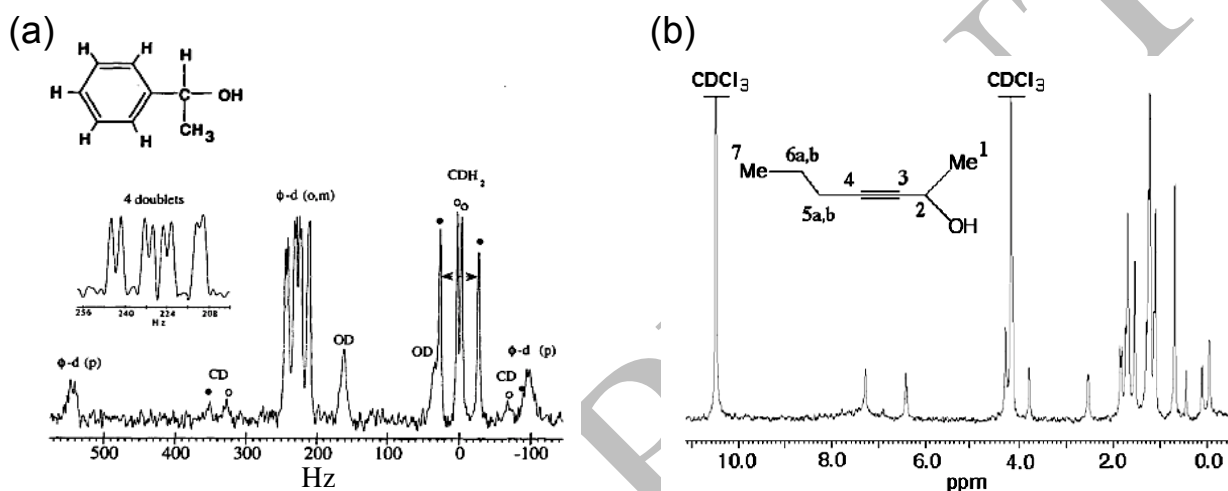 (a)
H H H
H C OH
H H CH3
4 doublets
256 240 224 208
Hz
ϕ-d (o,m)
CDH2
ϕ-d (p)
CD
OD
OD
CD
ϕ-d (p)
500 400 300 200 100 0 -100
Hz
(b)
CDCl3 CDCl3
7 6a,b 4 3 1
Me Me
5a,b 2
OH
10.0 8.0 6.0 4.0 2.0 0.0
ppm